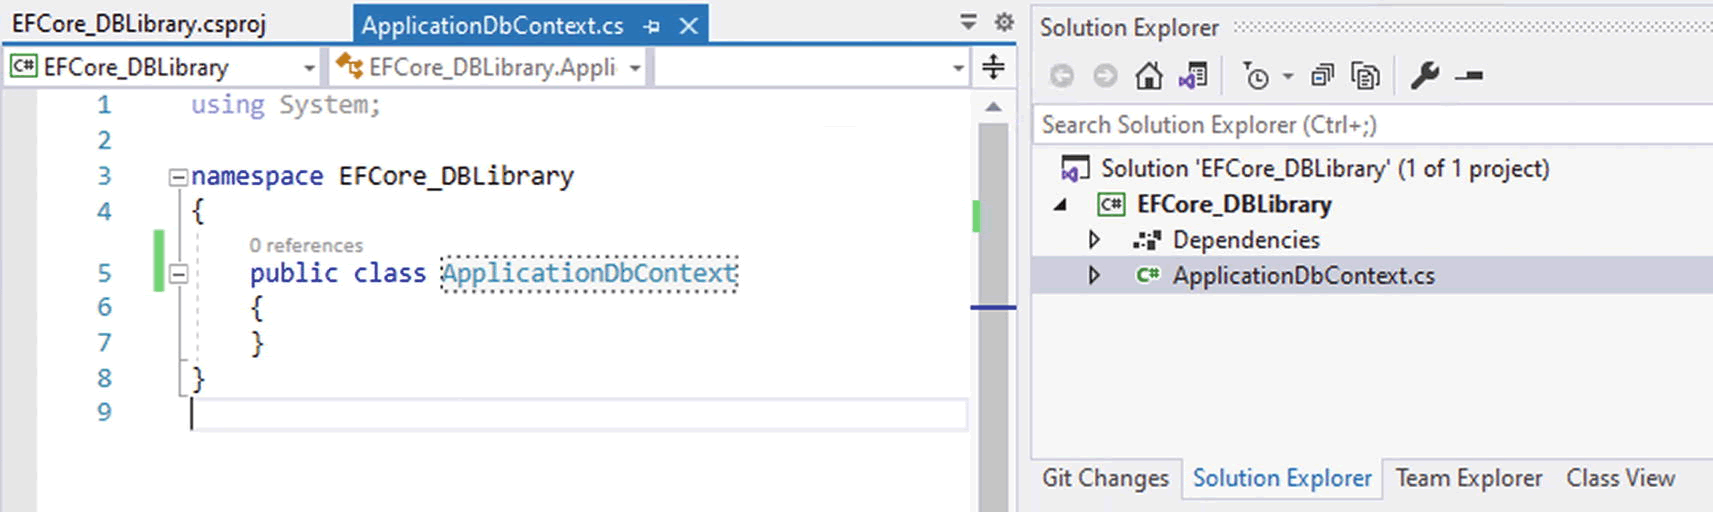 EFCore_DBLibrary.csproj
ApplicationDbContext.cs
C# EFCore_DBLibrary
EFCore_DBLibrary.Appli
1 using System;
2
3 namespace EFCore_DBLibrary
4 {
0 references
5 public class ApplicationDbContext
6 {
7 }
8 }
9
Solution Explorer
Search Solution Explorer (Ctrl+;)
Solution 'EFCore_DBLibrary' (1 of 1 project)
C# EFCore_DBLibrary
Dependencies
C# ApplicationDbContext.cs
Git Changes Solution Explorer Team Explorer Class View